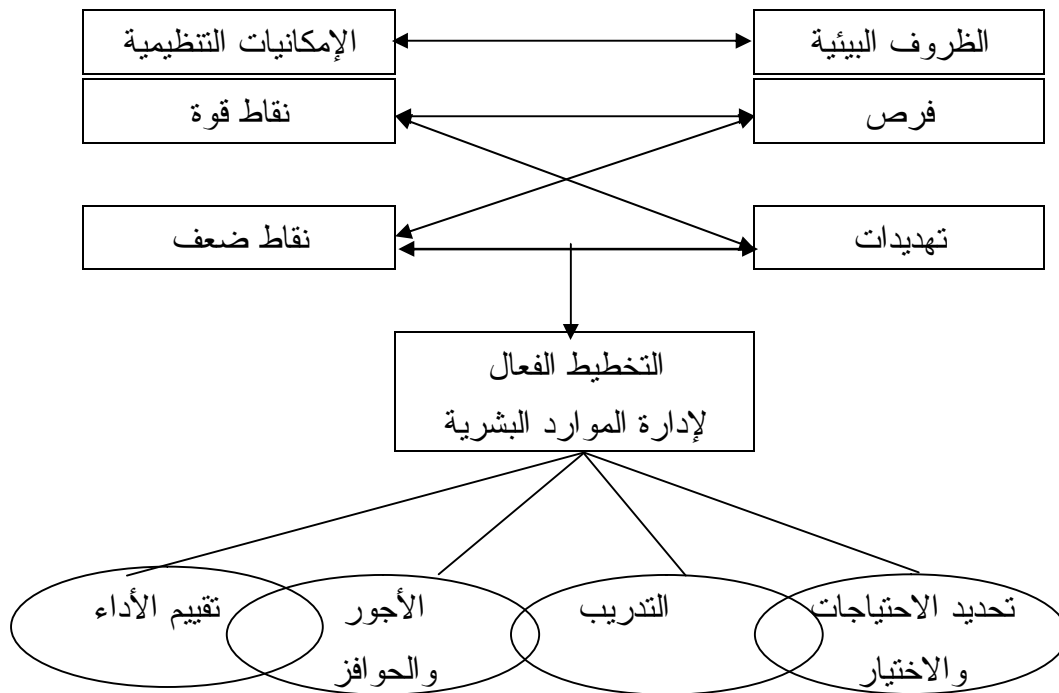 الظروف البيئية
الإمكانيات التنظيمية
فرص
نقاط قوة
تهديدات
نقاط ضعف
التخطيط الفعال
لإدارة الموارد البشرية
تحديد الاحتياجات
والاختيار
التدريب
الأجور
والحوافز
تقييم الأداء